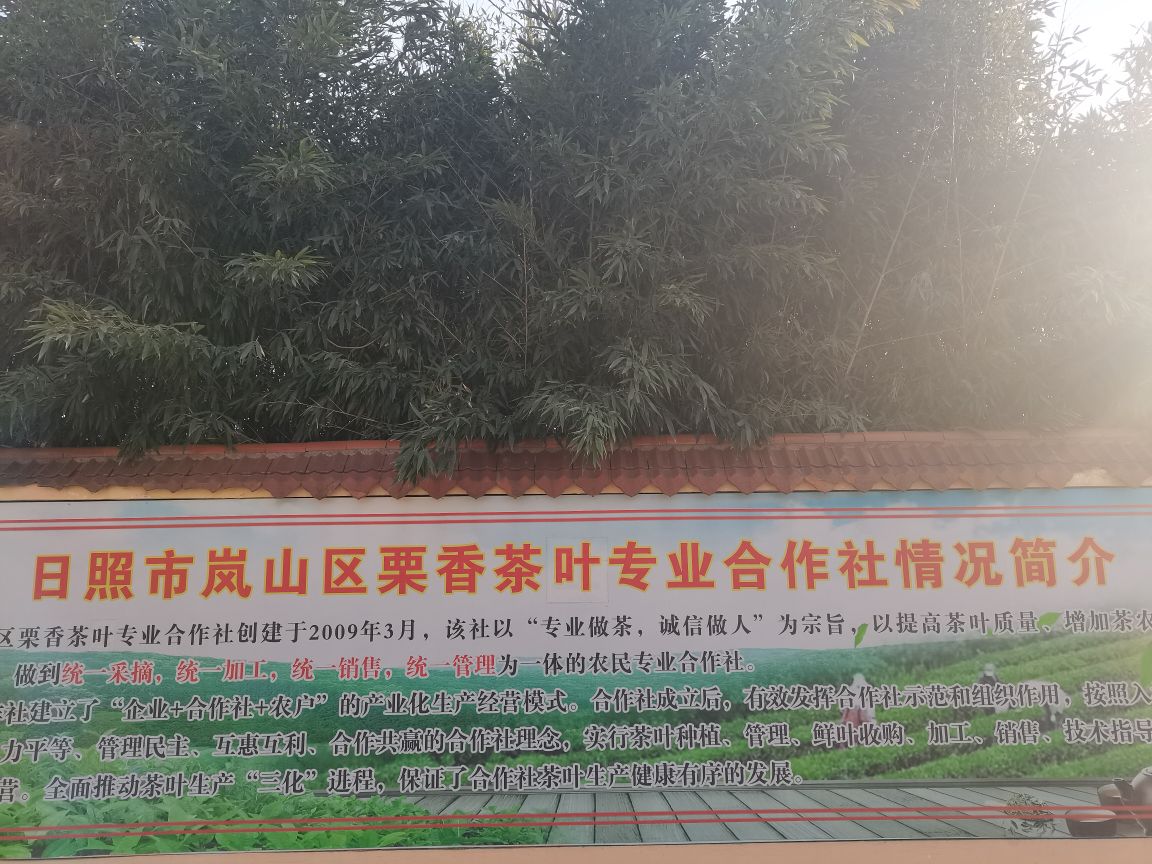 日照市岚山区栗香茶叶专业合作社情况简介
区栗香茶叶专业合作社创建于2009年3月，该社以“专业做茶，诚信做人”为宗旨，以提高茶叶质量、增加茶农
做到统一采摘，统一加工，统一销售，统一管理为一体的农民专业合作社。
作社建立了“企业+合作社+农户”的产业化生产经营模式。合作社成立后，有效发挥合作社示范和组织作用，按照入
力平等、管理民主、互惠互利、合作共赢的合作社理念，实行茶叶种植、管理、鲜叶收购、加工、销售、技术指导
营。全面推动茶叶生产“三化”进程，保证了合作社茶叶生产健康有序的发展。